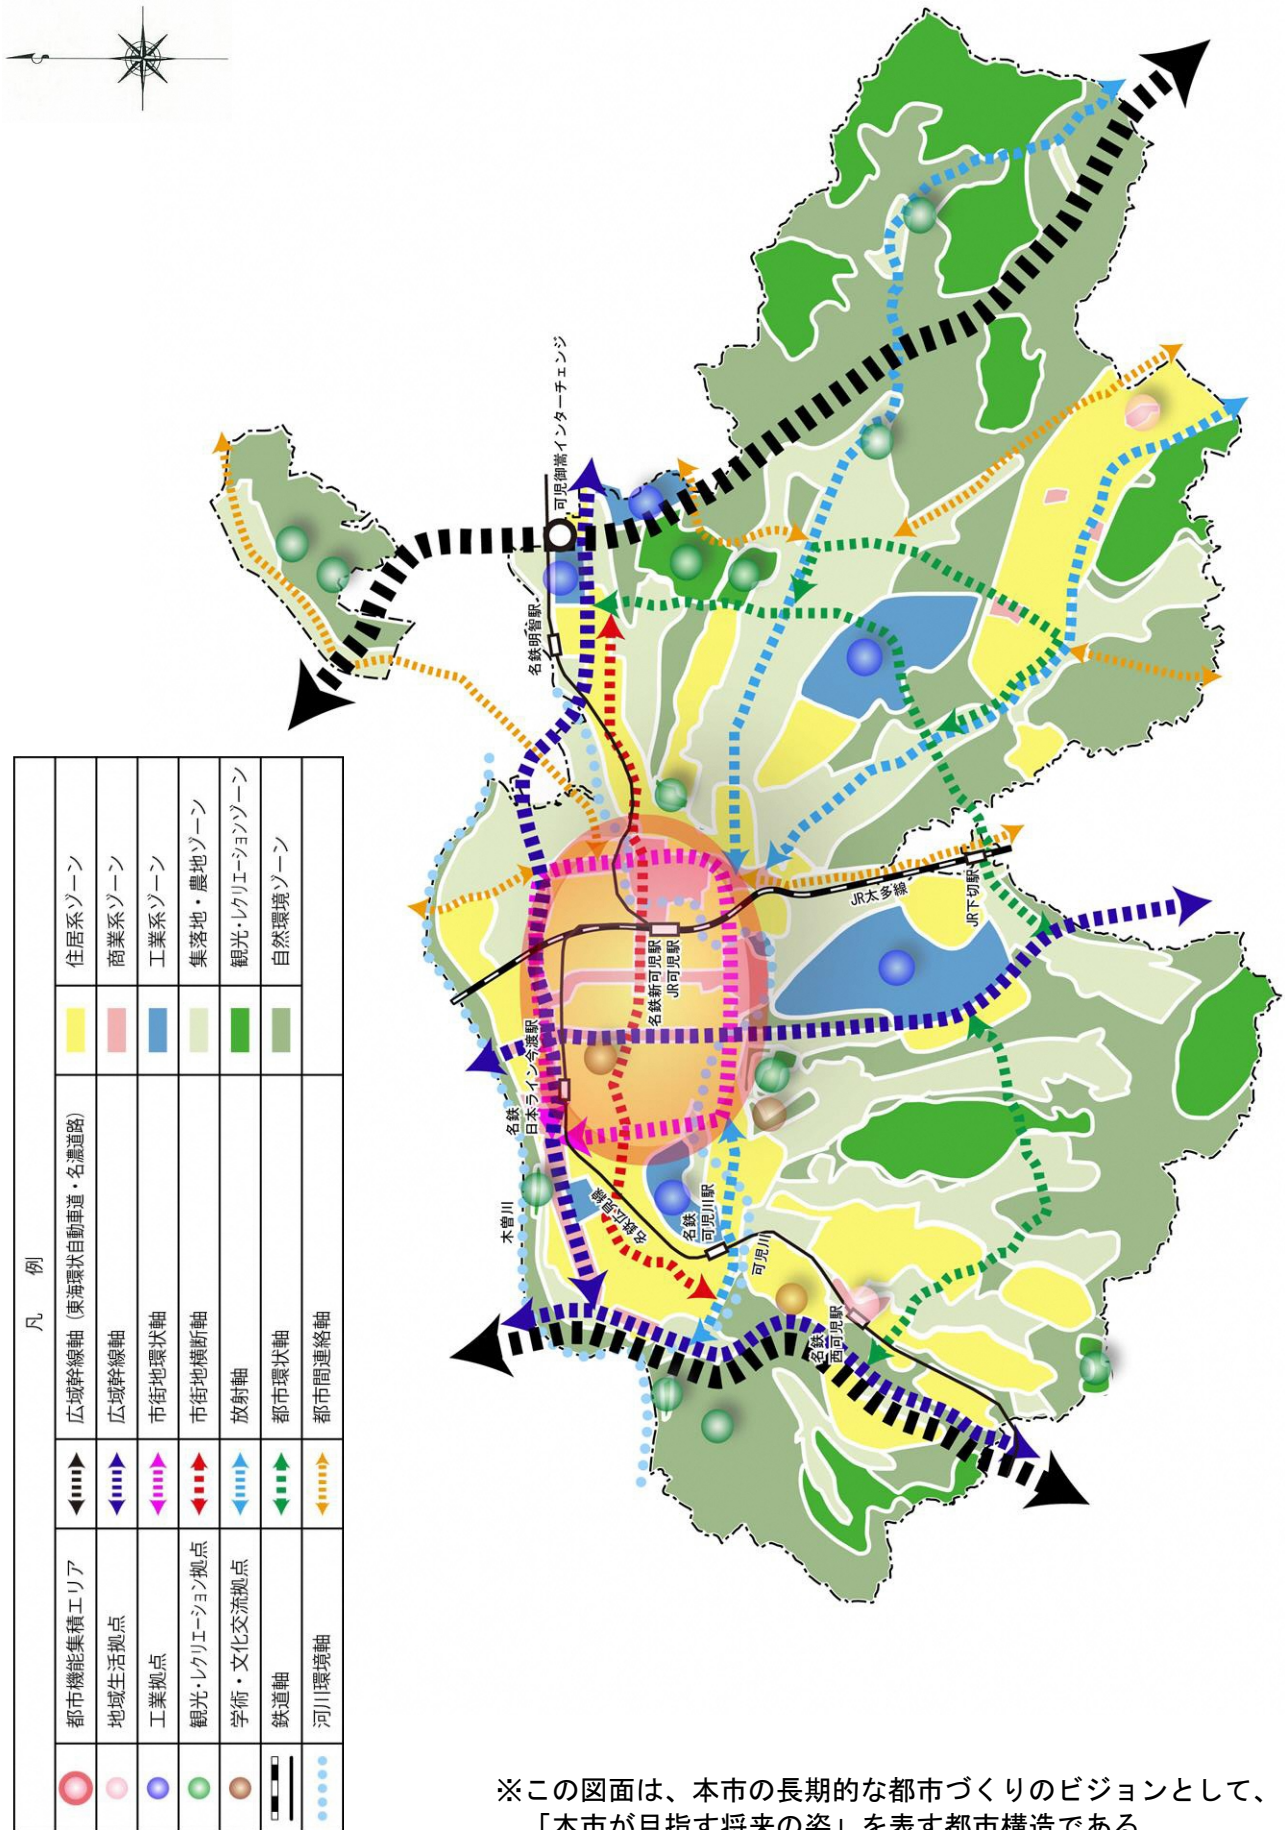 凡 例
都市機能集積エリア
広域幹線軸（東海環状自動車道・名濃道路）
住居系ゾーン
地域生活拠点
広域幹線軸
商業系ゾーン
工業拠点
市街地環状軸
工業系ゾーン
観光・レクリエーション拠点
市街地横断軸
集落地・農地ゾーン
学術・文化交流拠点
放射軸
観光・レクリエーションゾーン
鉄道軸
都市環状軸
自然環境ゾーン
河川環境軸
都市間連絡軸
可児御嵩インターチェンジ
名鉄明智駅
名鉄新可児駅
JR可児駅
JR太多線
JR下切駅
名鉄
日本ライン今渡駅
木曽川
名鉄広見線
名鉄
可児川駅
可児川
名鉄
西可児駅
※この図面は、本市の長期的な都市づくりのビジョンとして、
「本市が目指す将来の姿」を表す都市構造である